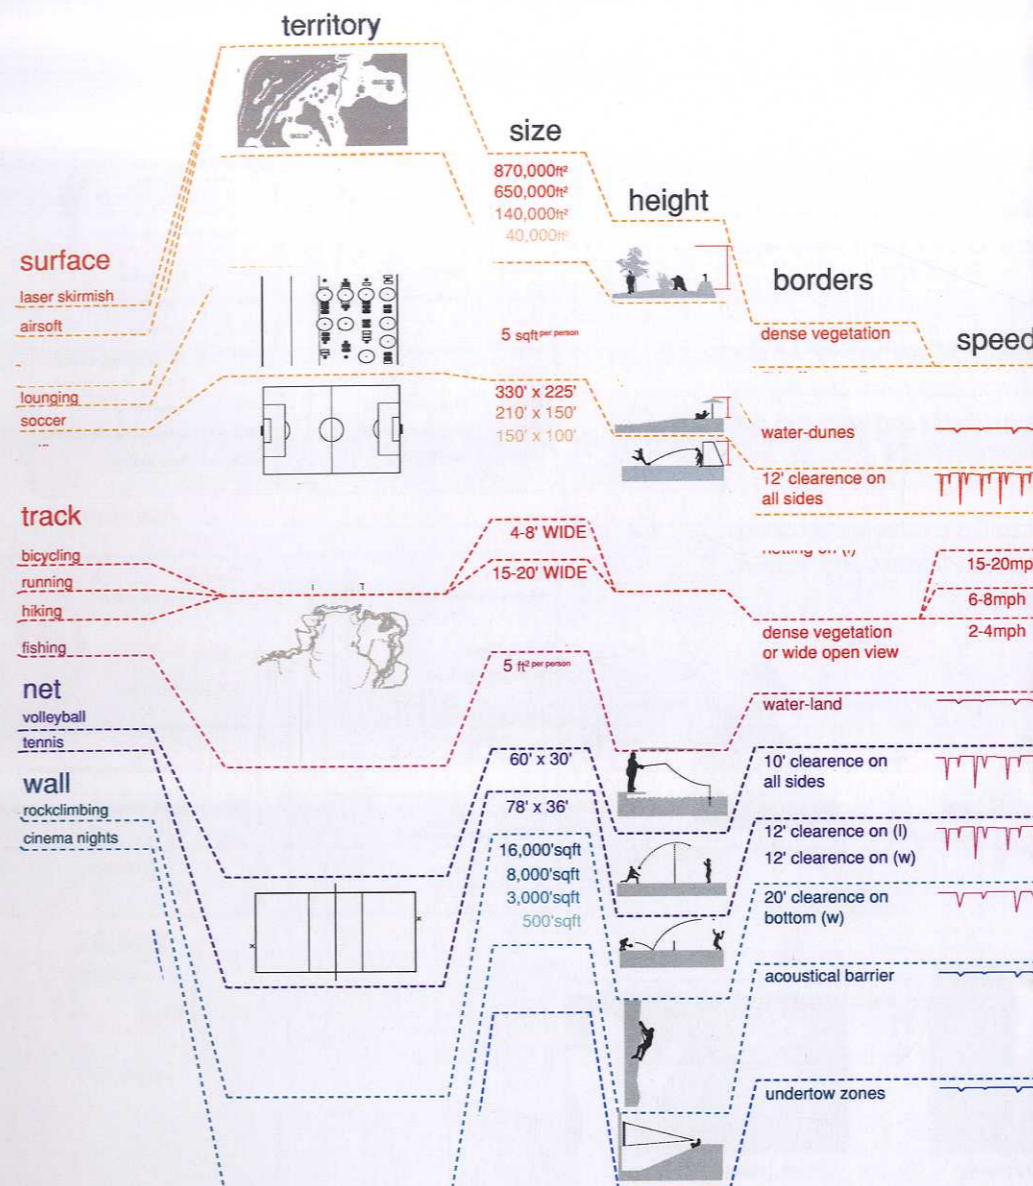 territory
size
870,000ft²
650,000ft²
140,000ft²
40,000ft²
height
surface
laser skirmish
airsoft
lounging
soccer
borders
dense vegetation
speed
5 sqft per person
330' x 225'
210' x 150'
150' x 100'
water-dunes
12' clearence on
all sides
track
bicycling
running
hiking
fishing
4-8' WIDE
15-20' WIDE
15-20mp
6-8mph
2-4mph
dense vegetation
or wide open view
5 ft² per person
water-land
net
volleyball
tennis
60' x 30'
78' x 36'
10' clearence on
all sides
12' clearence on (l)
12' clearence on (w)
wall
rockclimbing
cinema nights
16,000'sqft
8,000'sqft
3,000'sqft
500'sqft
20' clearence on
bottom (w)
acoustical barrier
undertow zones